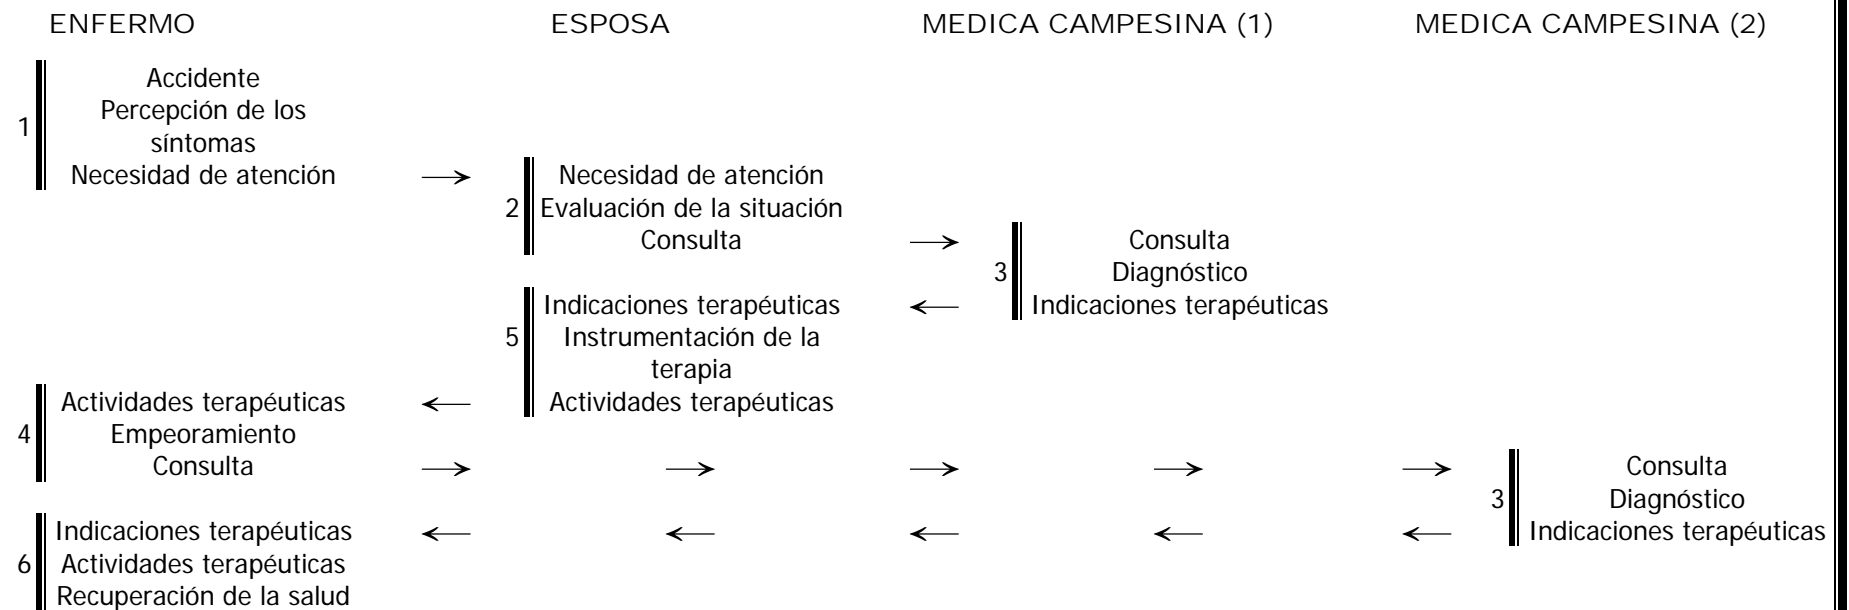 ENFERMO ESPOSA MEDICA CAMPESINA (1) MEDICA CAMPESINA (2)
Accidente
1 Percepción de los
síntomas
Necesidad de atención → Necesidad de atención
2 Evaluación de la situación
Consulta → Consulta
3 Diagnóstico
Indicaciones terapéuticas ← Indicaciones terapéuticas
5 Instrumentación de la
terapia
Actividades terapéuticas ← Actividades terapéuticas
4 Empeoramiento
Consulta → → → → → Consulta
3 Diagnóstico
Indicaciones terapéuticas ← ← ← ← ← Indicaciones terapéuticas
6 Actividades terapéuticas
Recuperación de la salud